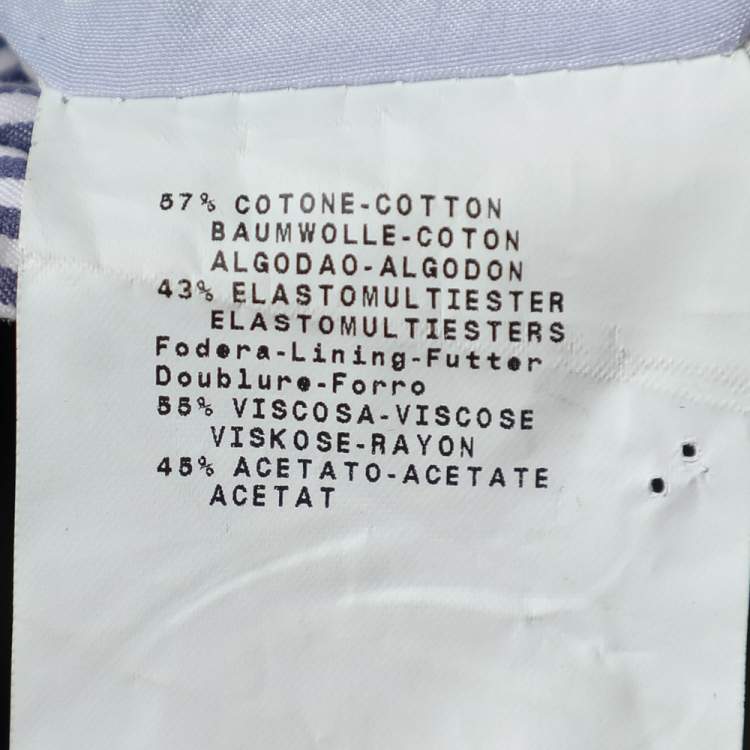 57% COTONE-COTTON
BAUMWOLLE-COTON
ALGODAO-ALGODON
43% ELASTOMULTIESTER
ELASTOMULTIESTERS
Fodera-Lining-Futter
Doublure-Forro
55% VISCOSA-VISCOSE
VISKOSE-RAYON
45% ACETATO-ACETATE
ACETAT